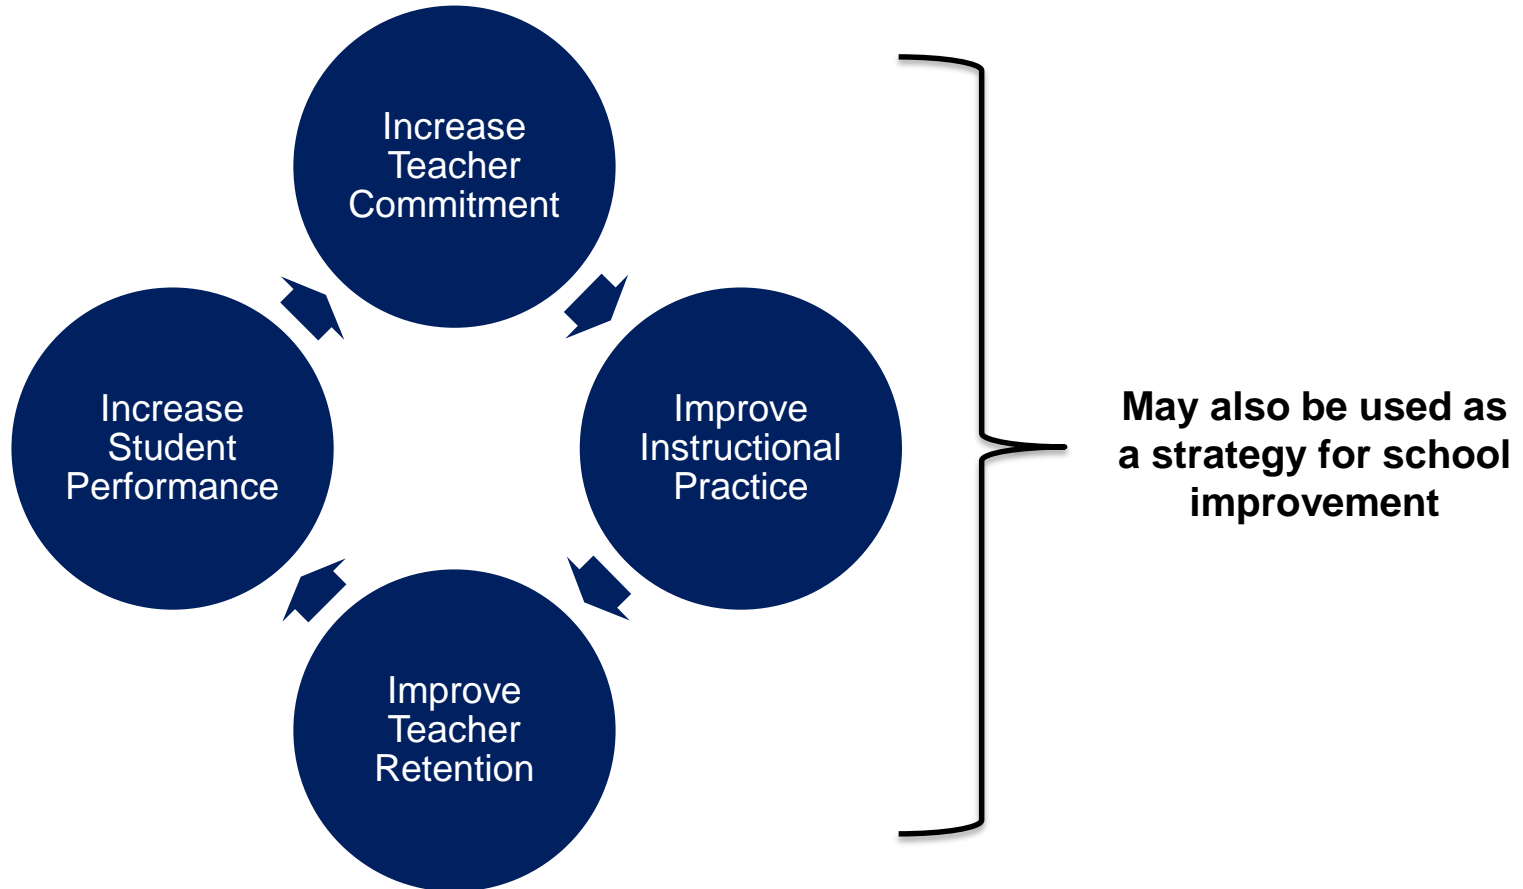 Increase
Teacher
Commitment
Increase
Student
Performance
Improve
Instructional
Practice
Improve
Teacher
Retention
May also be used as
a strategy for school
improvement